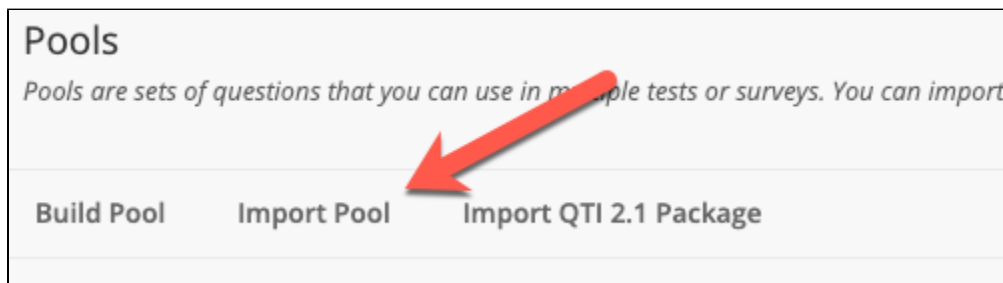 Pools
Pools are sets of questions that you can use in multiple tests or surveys. You can import
Build Pool Import Pool Import QTI 2.1 Package